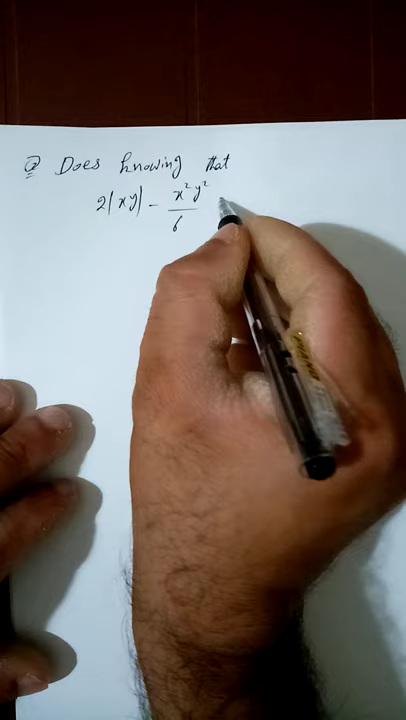 Q Does knowing that
2|xy| - x²y²/6